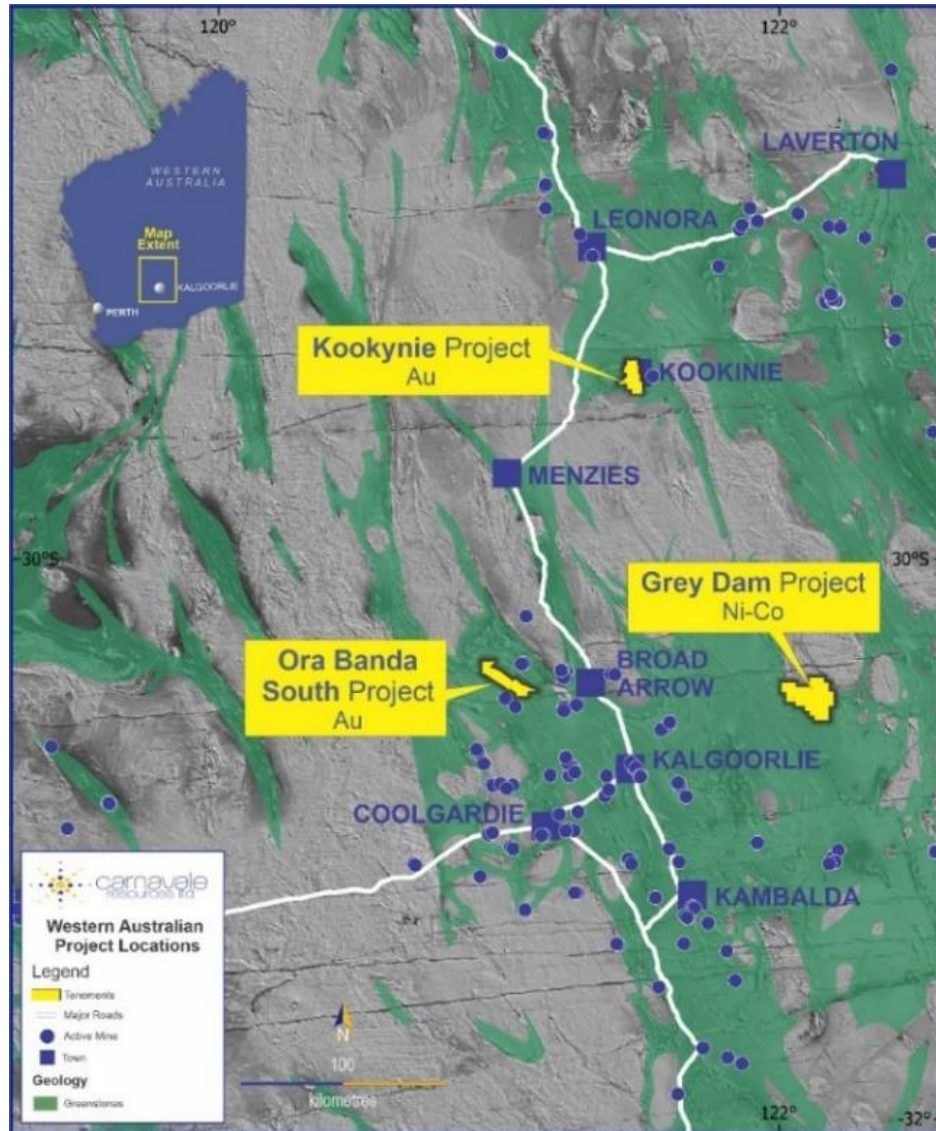 120°
122°
WESTERN
AUSTRALIA
Map
Extent
KALGOORLIE
PERTH
LAVERTON
LEONORA
Kookynie Project
Au
KOOKINIE
MENZIES
30°S
30°S
Grey Dam Project
Ni-Co
Ora Banda
South Project
Au
BROAD
ARROW
KALGOORLIE
COOLGARDIE
KAMBALDA
carnavale
resources ltd
Western Australian
Project Locations
Legend
Tenements
Major Roads
Active Mine
Town
Geology
Greenstones
N
100
kilometres
122°
-32°